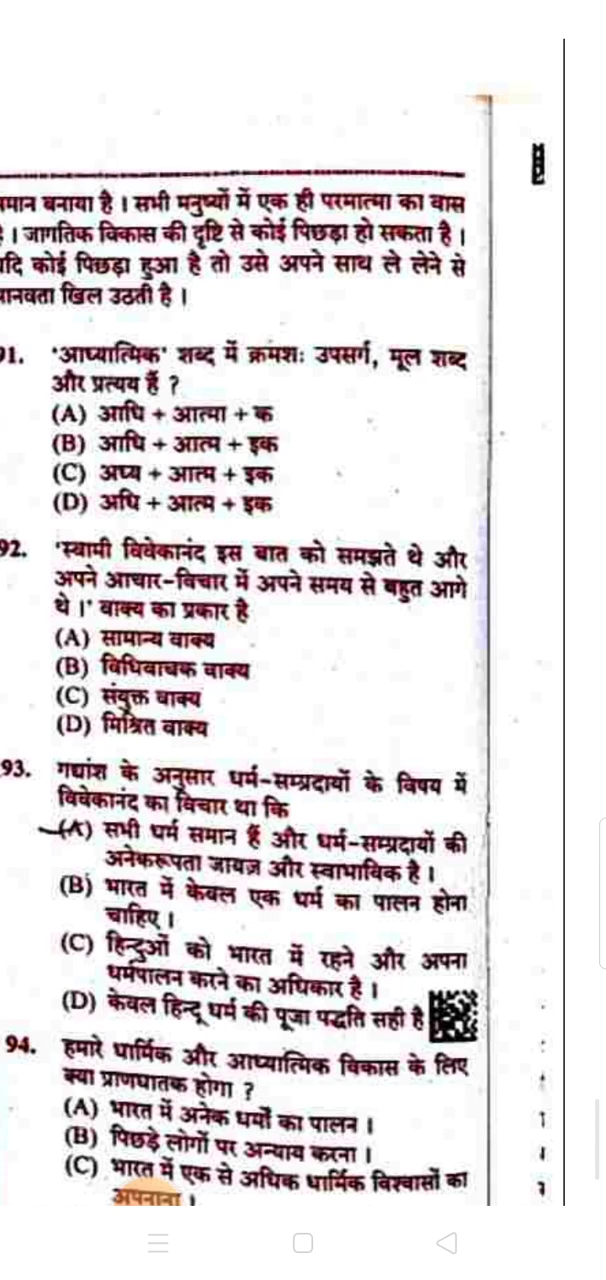 मान बनाया है । सभी मनुष्यों में एक ही परमात्मा का वास
है । जागतिक विकास की दृष्टि से कोई पिछड़ा हो सकता है ।
दि कोई पिछड़ा हुआ है तो उसे अपने साथ ले लेने से
मानवता खिल उठती है ।
91. 'आध्यात्मिक' शब्द में क्रमशः उपसर्ग, मूल शब्द
और प्रत्यय हैं ?
(A) आधि + आत्मा + क
(B) आधि + आत्म + इक
(C) अध्य + आत्म + इक
(D) अधि + आत्म + इक
92. 'स्वामी विवेकानंद इस बात को समझते थे और
अपने आचार-विचार में अपने समय से बहुत आगे
थे ।' वाक्य का प्रकार है
(A) सामान्य वाक्य
(B) विधिवाचक वाक्य
(C) संयुक्त वाक्य
(D) मिश्रित वाक्य
93. गद्यांश के अनुसार धर्म-सम्प्रदायों के विषय में
विवेकानंद का विचार था कि
(A) सभी धर्म समान हैं और धर्म-सम्प्रदायों की
अनेकरूपता जायज़ और स्वाभाविक है ।
(B) भारत में केवल एक धर्म का पालन होना
चाहिए ।
(C) हिन्दुओं को भारत में रहने और अपना
धर्मपालन करने का अधिकार है ।
(D) केवल हिन्दू धर्म की पूजा पद्धति सही है
94. हमारे धार्मिक और आध्यात्मिक विकास के लिए
क्या प्राणघातक होगा ?
(A) भारत में अनेक धर्मों का पालन ।
(B) पिछड़े लोगों पर अन्याय करना ।
(C) भारत में एक से अधिक धार्मिक विश्वासों का
अपनाना ।